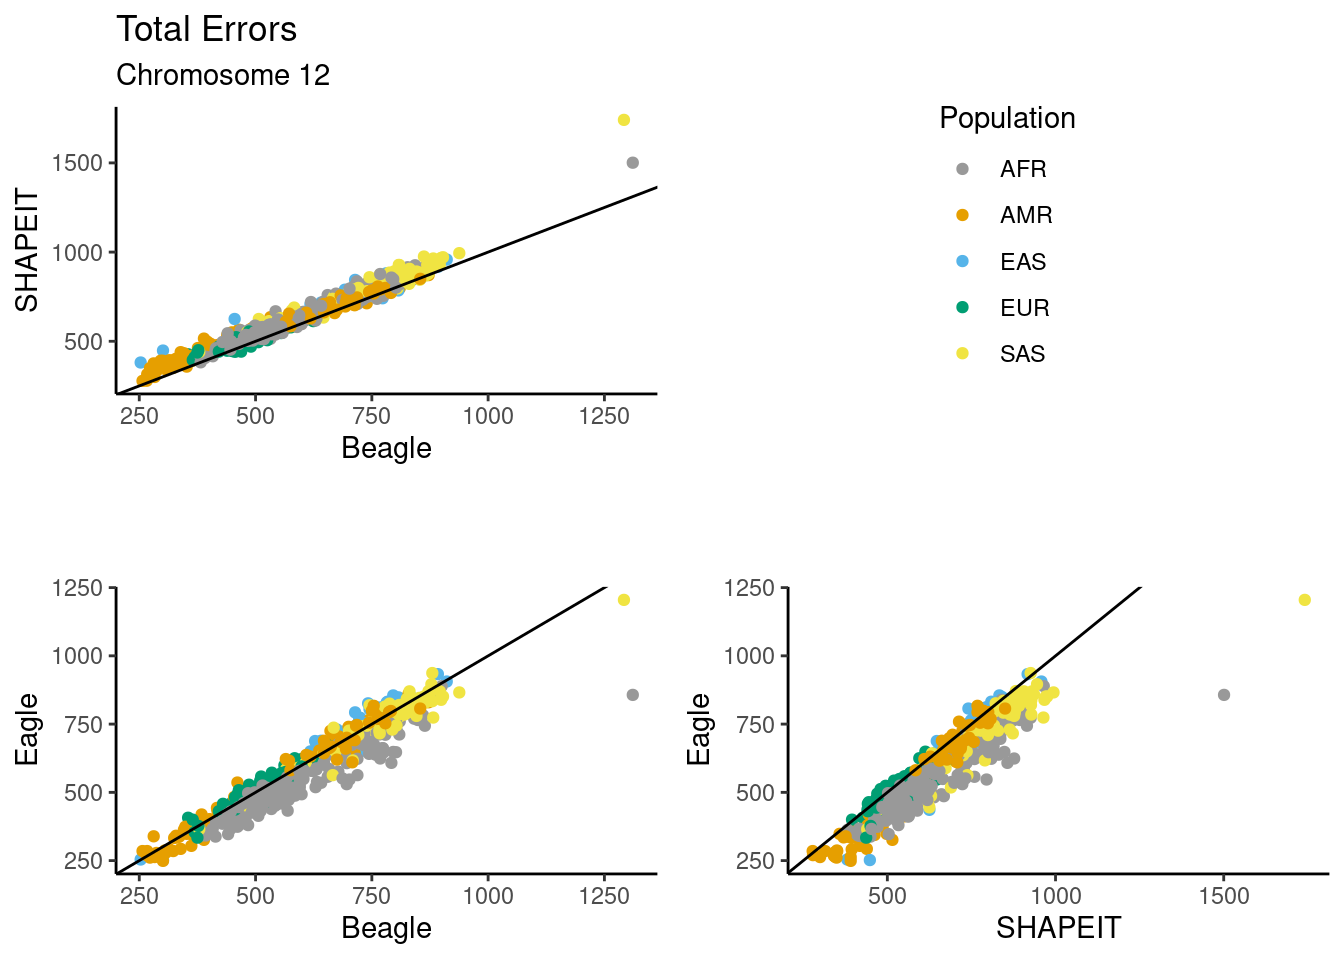 Total Errors
Chromosome 12
SHAPEIT
1500
1000
500
250 500 750 1000 1250
Beagle
Population
AFR
AMR
EAS
EUR
SAS
Eagle
1250
1000
750
500
250
250 500 750 1000 1250
Beagle
Eagle
1250
1000
750
500
250
500 1000 1500
SHAPEIT